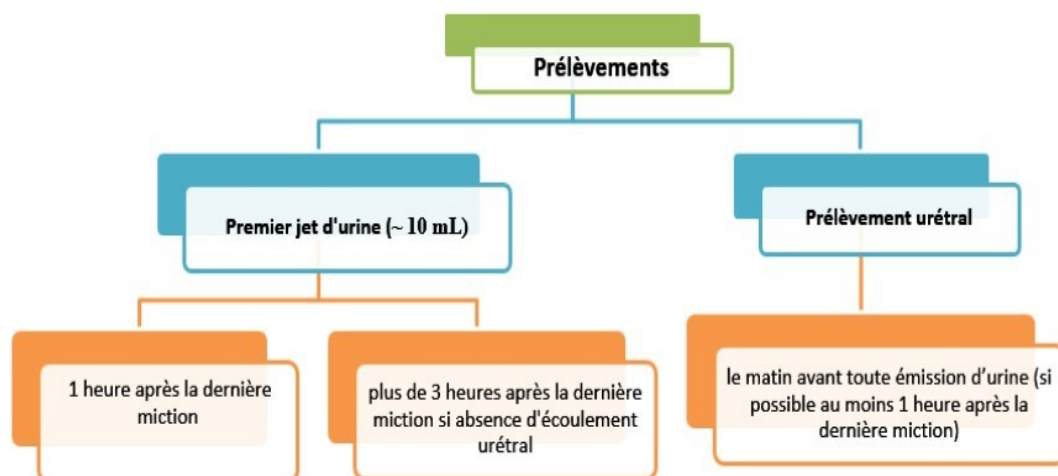 Prélèvements
Premier jet d'urine (~ 10 mL)
Prélèvement urétral
1 heure après la dernière
miction
plus de 3 heures après la dernière
miction si absence d'écoulement
urétral
le matin avant toute émission d’urine (si
possible au moins 1 heure après la
dernière miction)